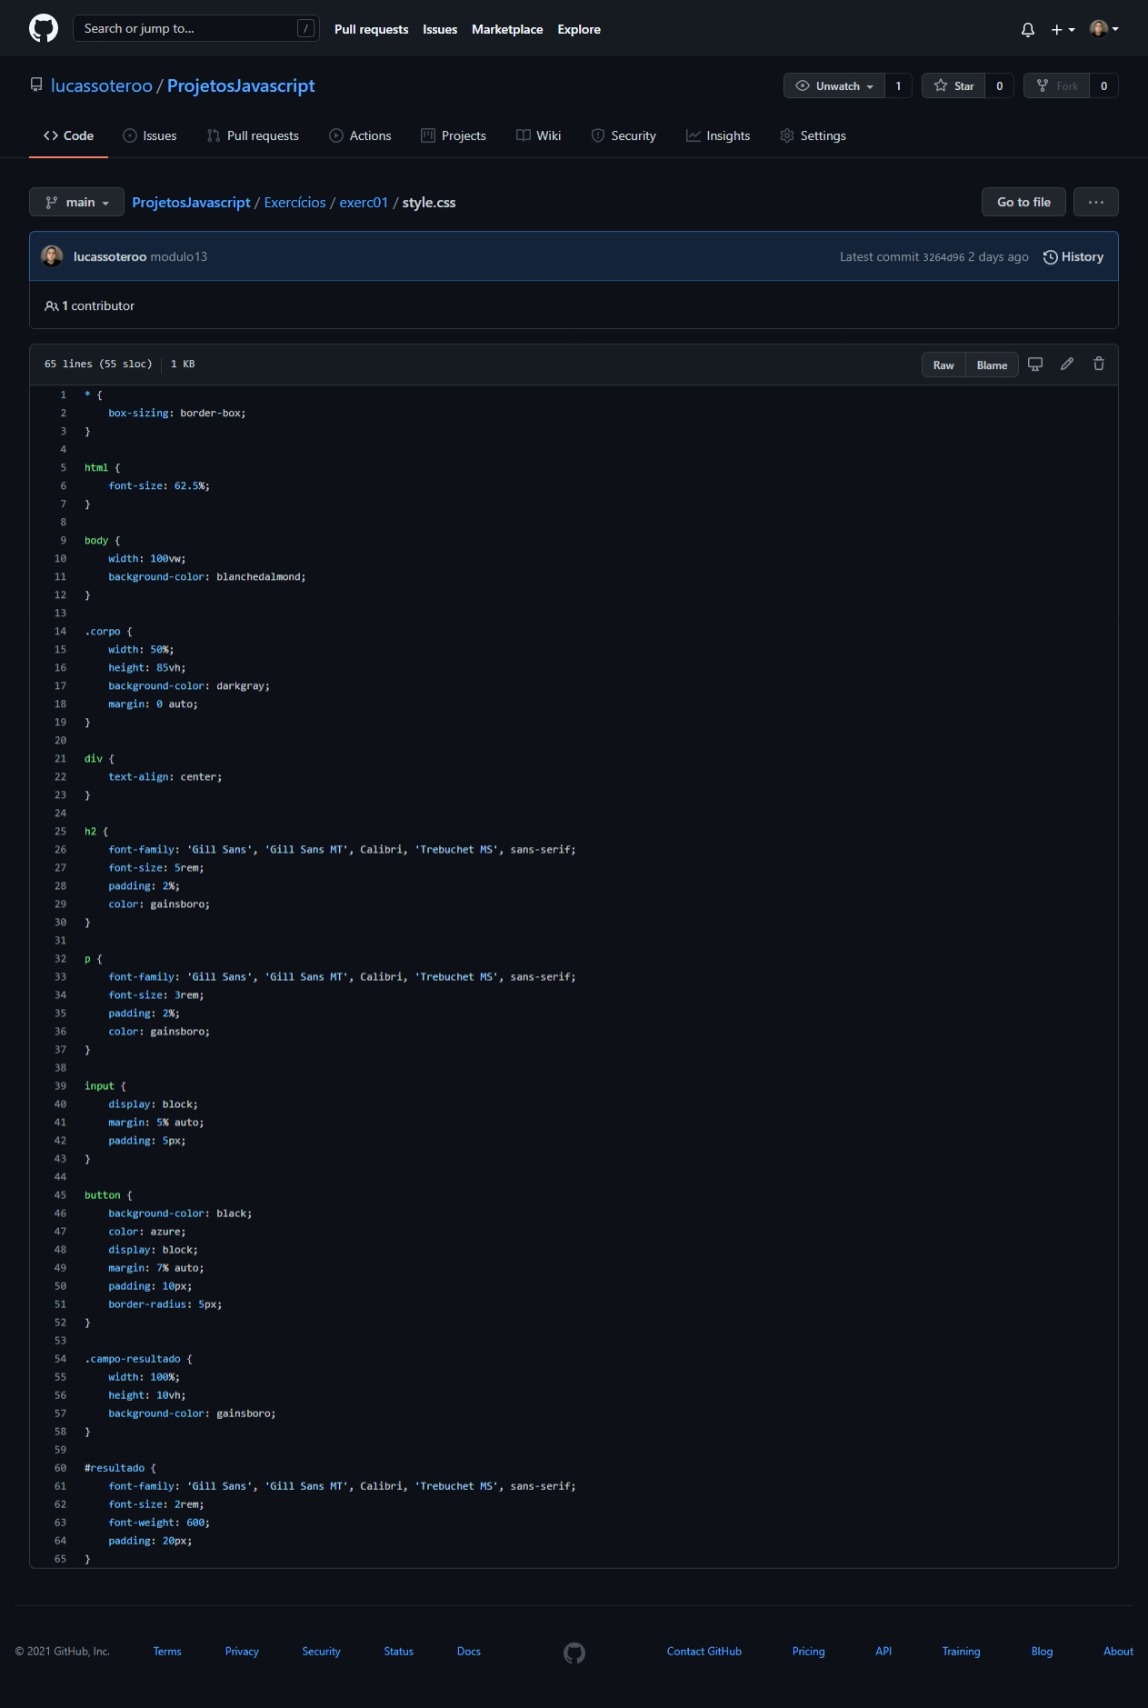 Search or jump to... /
Pull requests Issues Marketplace Explore
lucassoteroo / ProjetosJavascript
Unwatch 1 Star 0 Fork 0
Code Issues Pull requests Actions Projects Wiki Security Insights Settings
main ProjetosJavascript / Exercícios / exerc01 / style.css Go to file ...
lucassoteroo modulo13 Latest commit 3264d96 2 days ago History
1 contributor
65 lines (55 sloc) 1 KB Raw Blame
1 * {
2 box-sizing: border-box;
3 }
4
5 html {
6 font-size: 62.5%;
7 }
8
9 body {
10 width: 100vw;
11 background-color: blanchedalmond;
12 }
13
14 .corpo {
15 width: 50%;
16 height: 85vh;
17 background-color: darkgray;
18 margin: 0 auto;
19 }
20
21 div {
22 text-align: center;
23 }
24
25 h2 {
26 font-family: 'Gill Sans', 'Gill Sans MT', Calibri, 'Trebuchet MS', sans-serif;
27 font-size: 5rem;
28 padding: 2%;
29 color: gainsboro;
30 }
31
32 p {
33 font-family: 'Gill Sans', 'Gill Sans MT', Calibri, 'Trebuchet MS', sans-serif;
34 font-size: 3rem;
35 padding: 2%;
36 color: gainsboro;
37 }
38
39 input {
40 display: block;
41 margin: 5% auto;
42 padding: 5px;
43 }
44
45 button {
46 background-color: black;
47 color: azure;
48 display: block;
49 margin: 7% auto;
50 padding: 10px;
51 border-radius: 5px;
52 }
53
54 .campo-resultado {
55 width: 100%;
56 height: 10vh;
57 background-color: gainsboro;
58 }
59
60 #resultado {
61 font-family: 'Gill Sans', 'Gill Sans MT', Calibri, 'Trebuchet MS', sans-serif;
62 font-size: 2rem;
63 font-weight: 600;
64 padding: 20px;
65 }
© 2021 GitHub, Inc. Terms Privacy Security Status Docs Contact GitHub Pricing API Training Blog About